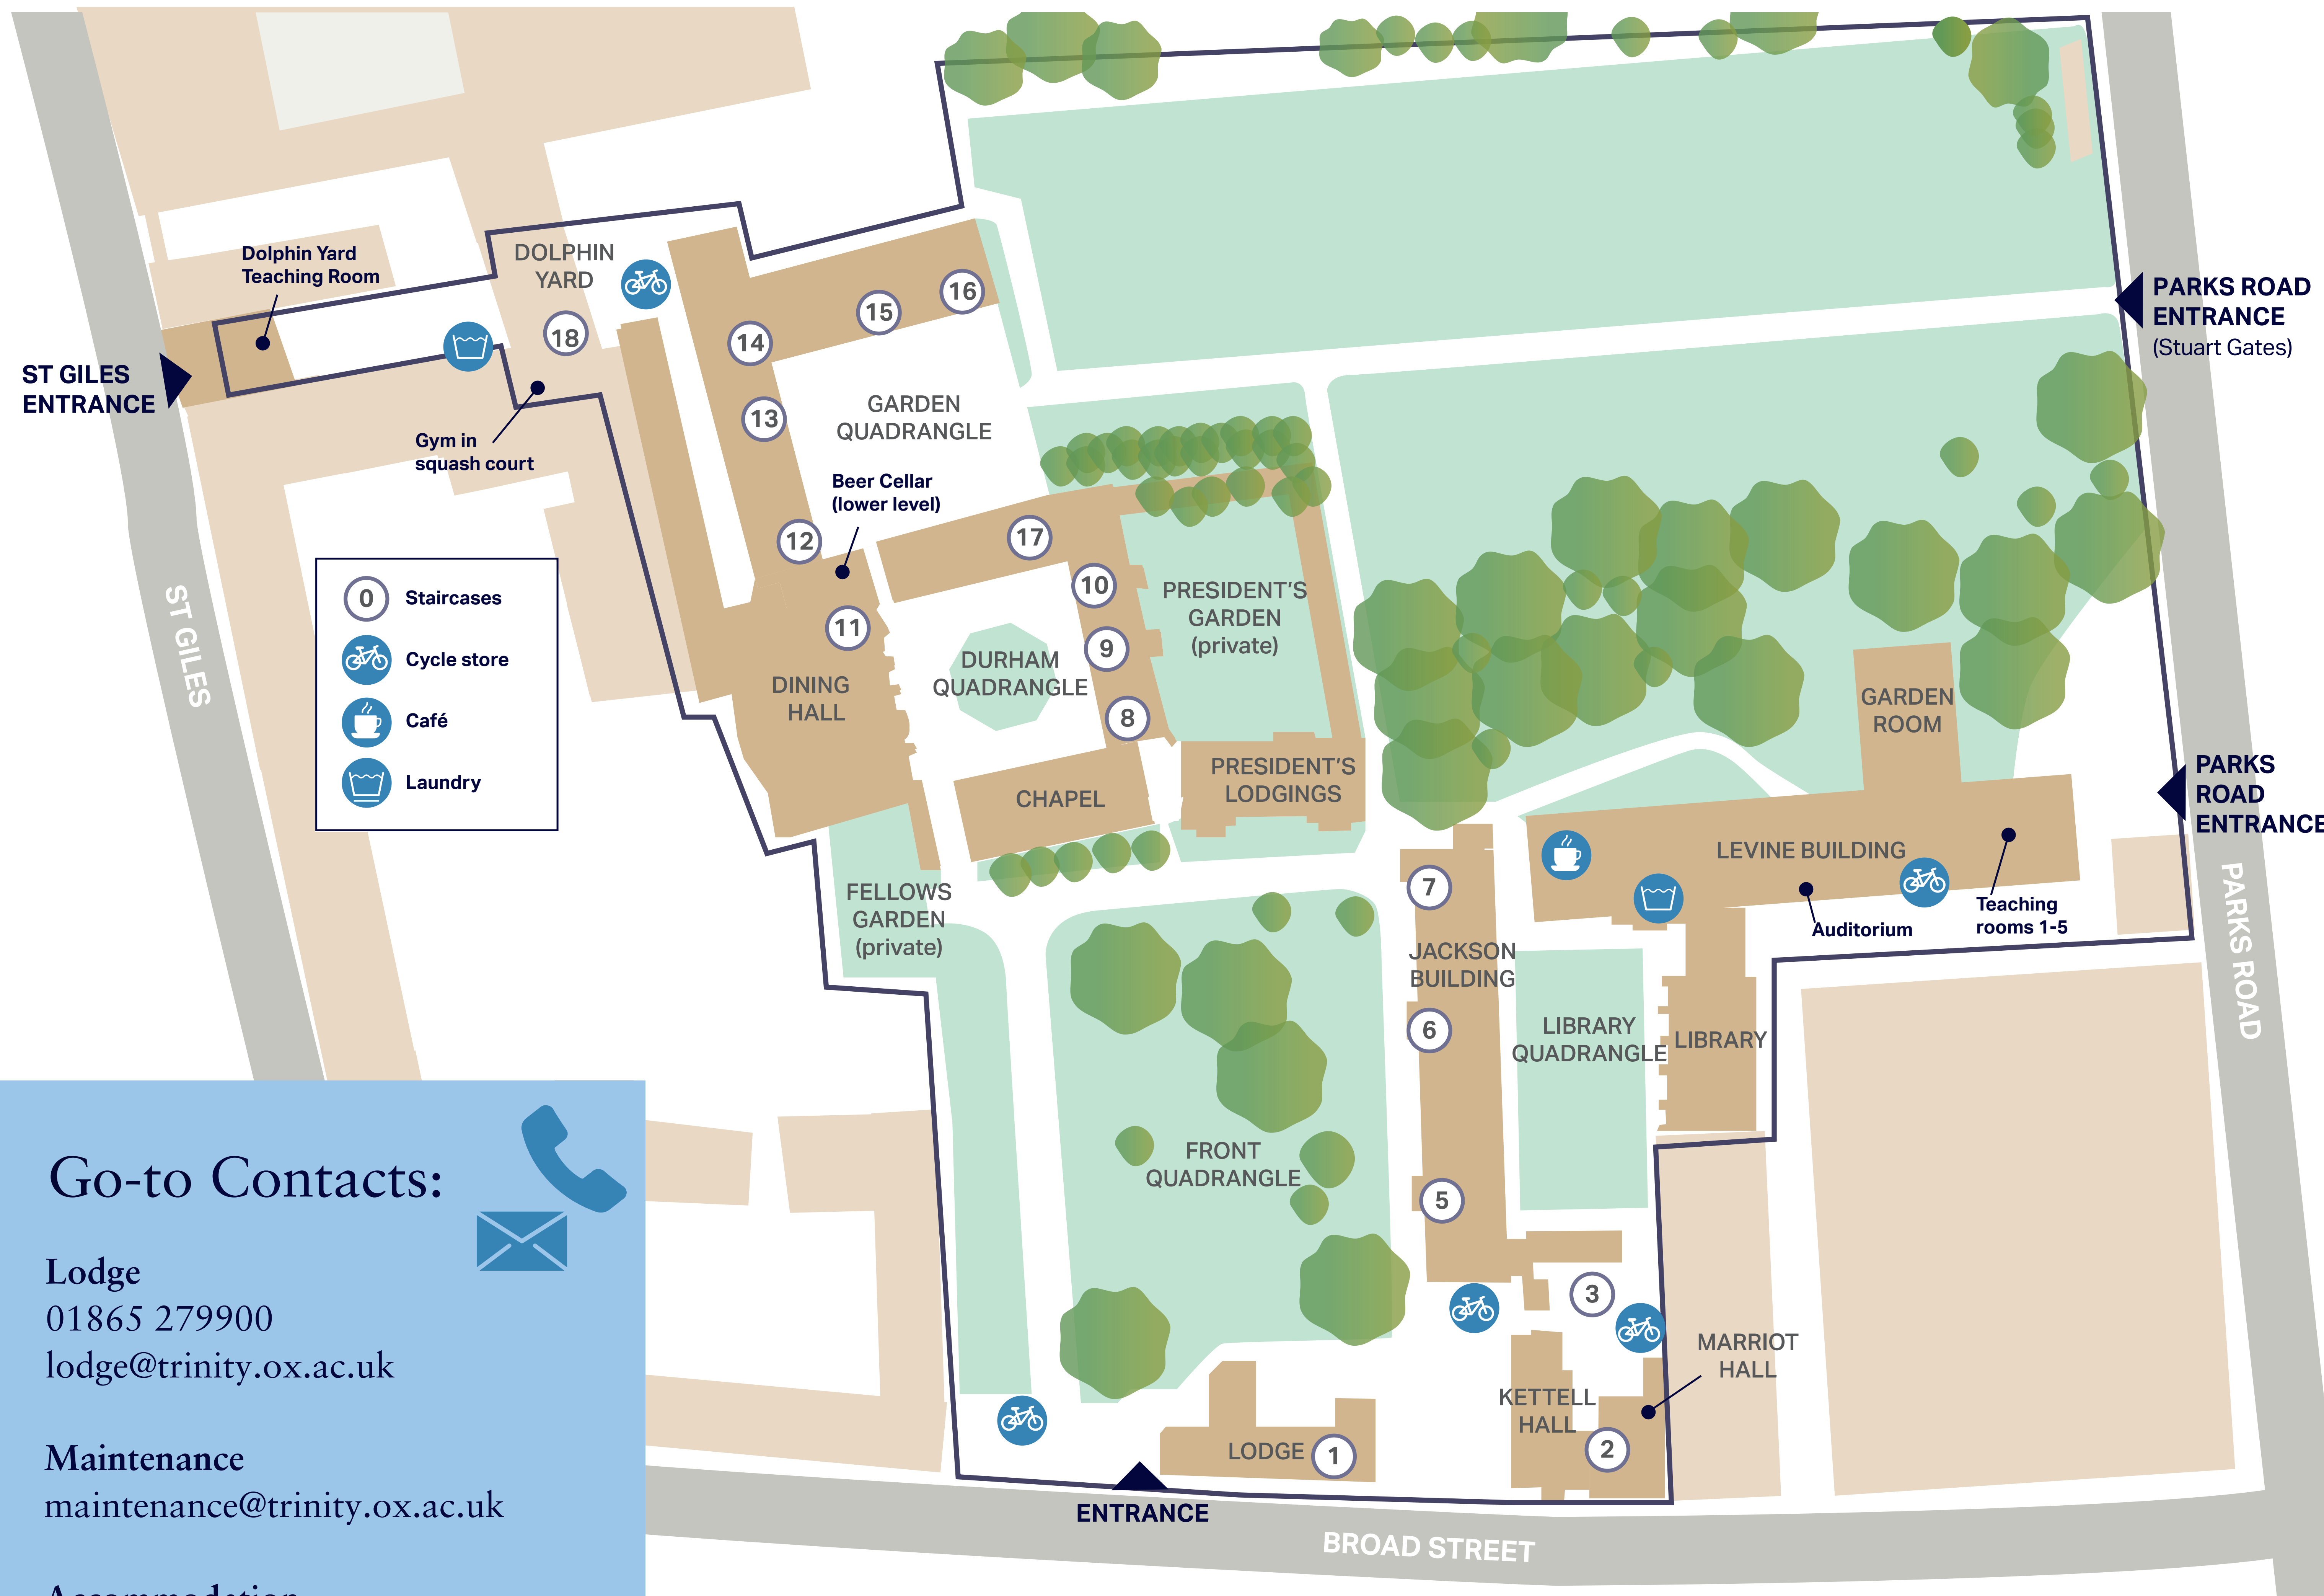 Dolphin Yard
Teaching Room
DOLPHIN
YARD
18
ST GILES
ENTRANCE
Gym in
squash court
14
15
16
13
GARDEN
QUADRANGLE
Beer Cellar
(lower level)
12
17
11
10
9
8
DINING
HALL
DURHAM
QUADRANGLE
PRESIDENT'S
GARDEN
(private)
PRESIDENT'S
LODGINGS
CHAPEL
PARKS ROAD
ENTRANCE
(Stuart Gates)
GARDEN
ROOM
PARKS
ROAD
ENTRANCE
LEVINE BUILDING
Auditorium
Teaching
rooms 1-5
ST GILES
0 Staircases
Cycle store
Café
Laundry
FELLOWS
GARDEN
(private)
7
JACKSON
BUILDING
6
5
LIBRARY
QUADRANGLE
LIBRARY
PARKS ROAD
FRONT
QUADRANGLE
3
MARRIOT
HALL
KETTELL
HALL
2
LODGE
1
ENTRANCE
BROAD STREET
Go-to Contacts:
Lodge
01865 279900
lodge@trinity.ox.ac.uk
Maintenance
maintenance@trinity.ox.ac.uk
Accommodation